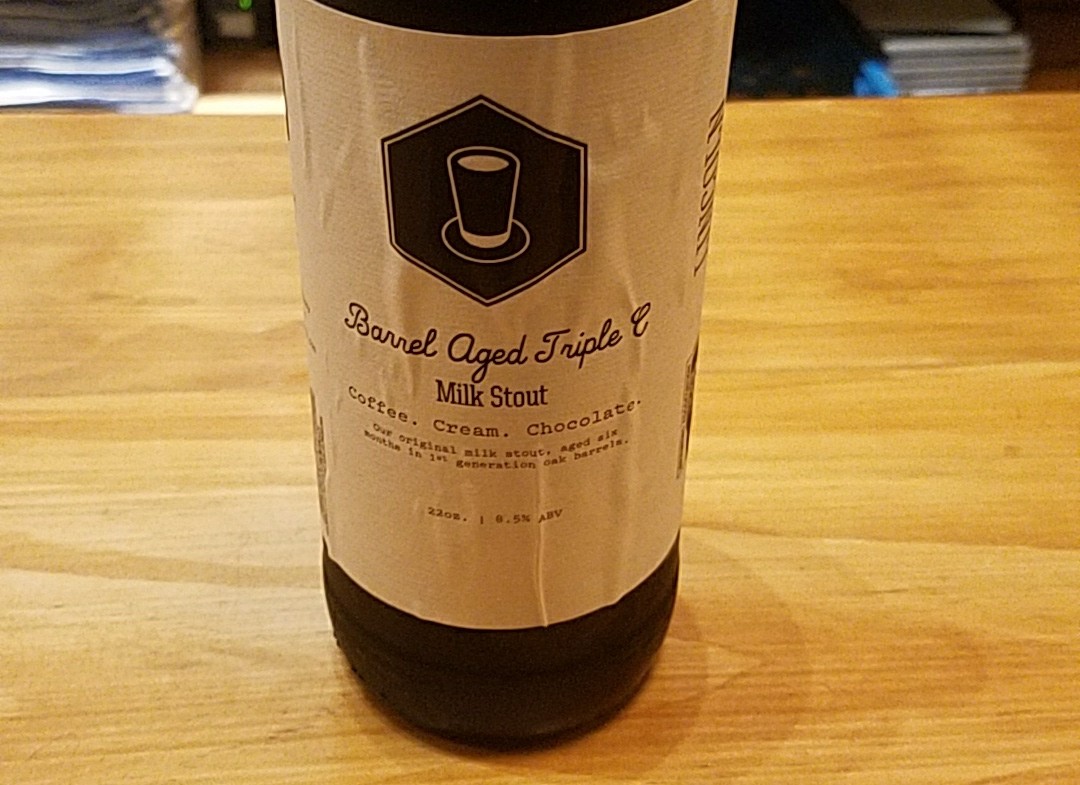 Barrel Aged Triple C
Milk Stout
Coffee. Cream. Chocolate.
Our original milk stout, aged six
months in 1st generation oak barrels.
22oz. | 8.5% ABV